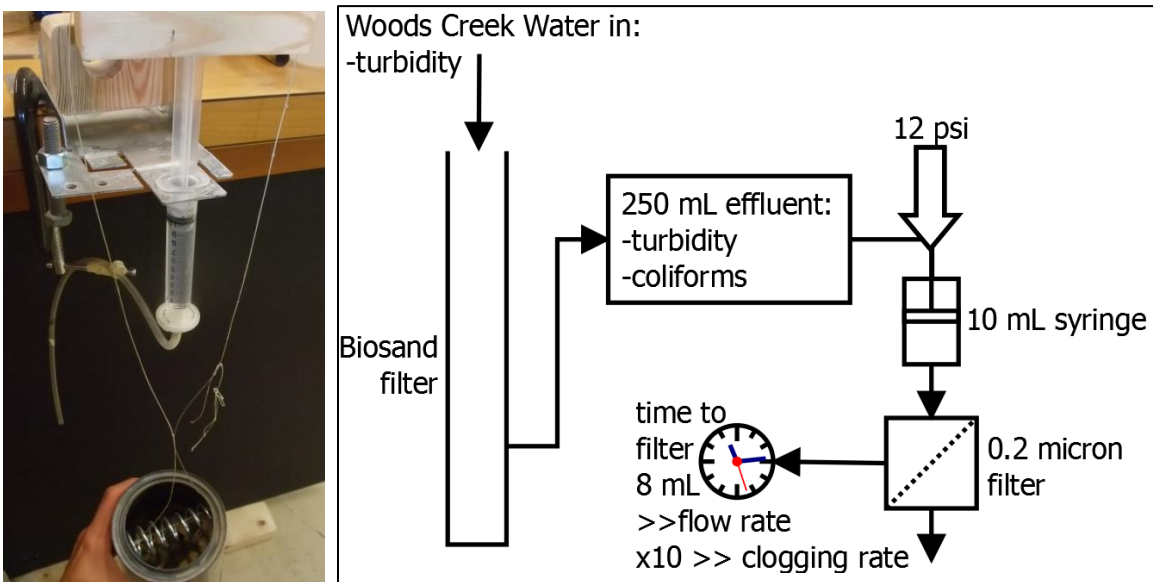 Woods Creek Water in:
-turbidity
12 psi
250 mL effluent:
-turbidity
-coliforms
10 mL syringe
Biosand
filter
time to
filter
8 mL
>>flow rate
x10 >> clogging rate
0.2 micron
filter